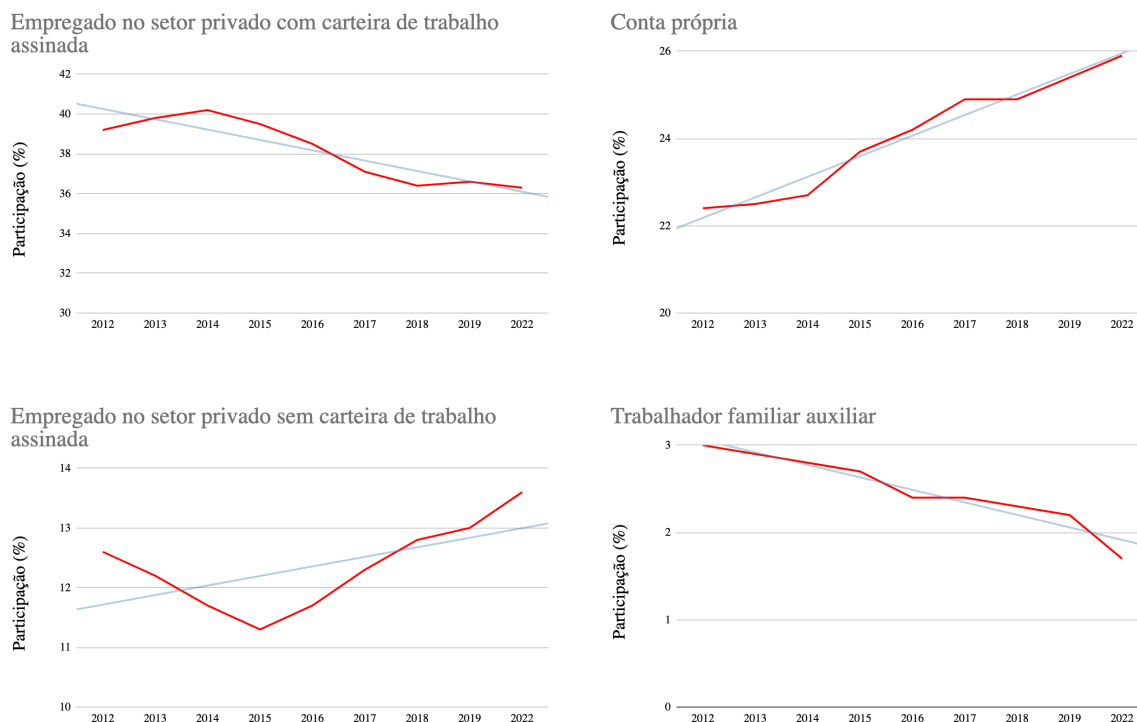 Empregado no setor privado com carteira de trabalho
assinada
Participação (%)
42
40
38
36
34
32
30
2012 2013 2014 2015 2016 2017 2018 2019 2022
Conta própria
Participação (%)
26
24
22
20
2012 2013 2014 2015 2016 2017 2018 2019 2022
Empregado no setor privado sem carteira de trabalho
assinada
Participação (%)
14
13
12
11
10
2012 2013 2014 2015 2016 2017 2018 2019 2022
Trabalhador familiar auxiliar
Participação (%)
3
2
1
0
2012 2013 2014 2015 2016 2017 2018 2019 2022